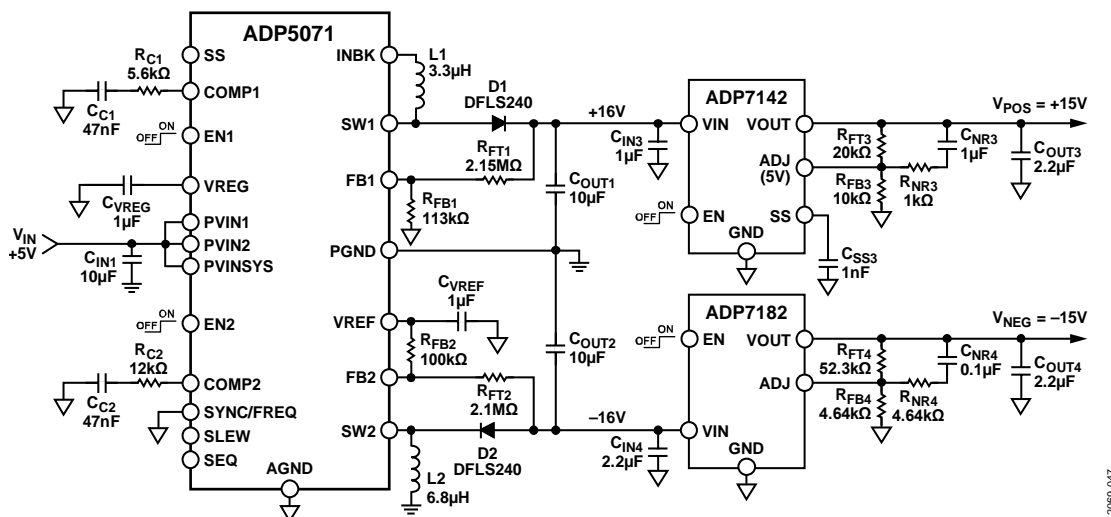 ADP5071
SS
INBK
L1
3.3µH
RC1
5.6kΩ
COMP1
CC1
47nF
D1
DFLS240
SW1
+16V
ON
OFF
EN1
RFT1
2.15MΩ
FB1
CIN3
1µF
VREG
CVREG
1µF
RFB1
113kΩ
COUT1
10µF
VIN
+5V
PVIN1
PVIN2
PVINSYS
CIN1
10µF
PGND
CVREF
1µF
VREF
ON
OFF
EN2
RFB2
100kΩ
COUT2
10µF
RC2
12kΩ
COMP2
CC2
47nF
FB2
RFT2
2.1MΩ
SYNC/FREQ
SLEW
SEQ
SW2
–16V
D2
DFLS240
CIN4
2.2µF
L2
6.8µH
AGND
ADP7142
VIN
VOUT
VPOS = +15V
RFT3
20kΩ
CNR3
1µF
COUT3
2.2µF
ADJ
(5V)
RFB3
10kΩ
RNR3
1kΩ
ON
OFF
EN
SS
GND
CSS3
1nF
ADP7182
ON
OFF
EN
VOUT
VNEG = –15V
RFT4
52.3kΩ
CNR4
0.1µF
COUT4
2.2µF
ADJ
RFB4
4.64kΩ
RNR4
4.64kΩ
VIN
GND